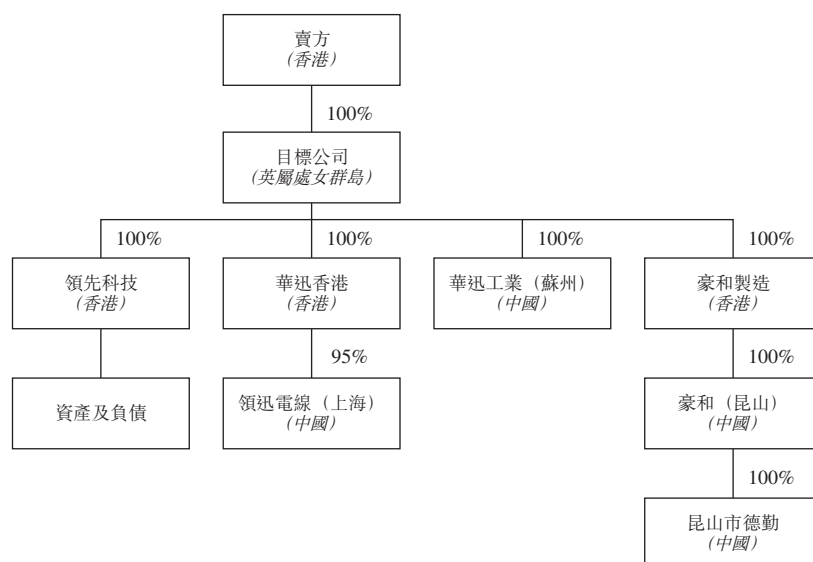 賣方
(香港)
100%
目標公司
(英屬處女群島)
100%
100%
100%
100%
領先科技
(香港)
華迅香港
(香港)
華迅工業（蘇州）
(中國)
豪和製造
(香港)
95%
100%
資產及負債
領迅電線（上海）
(中國)
豪和（昆山）
(中國)
100%
昆山市德勤
(中國)